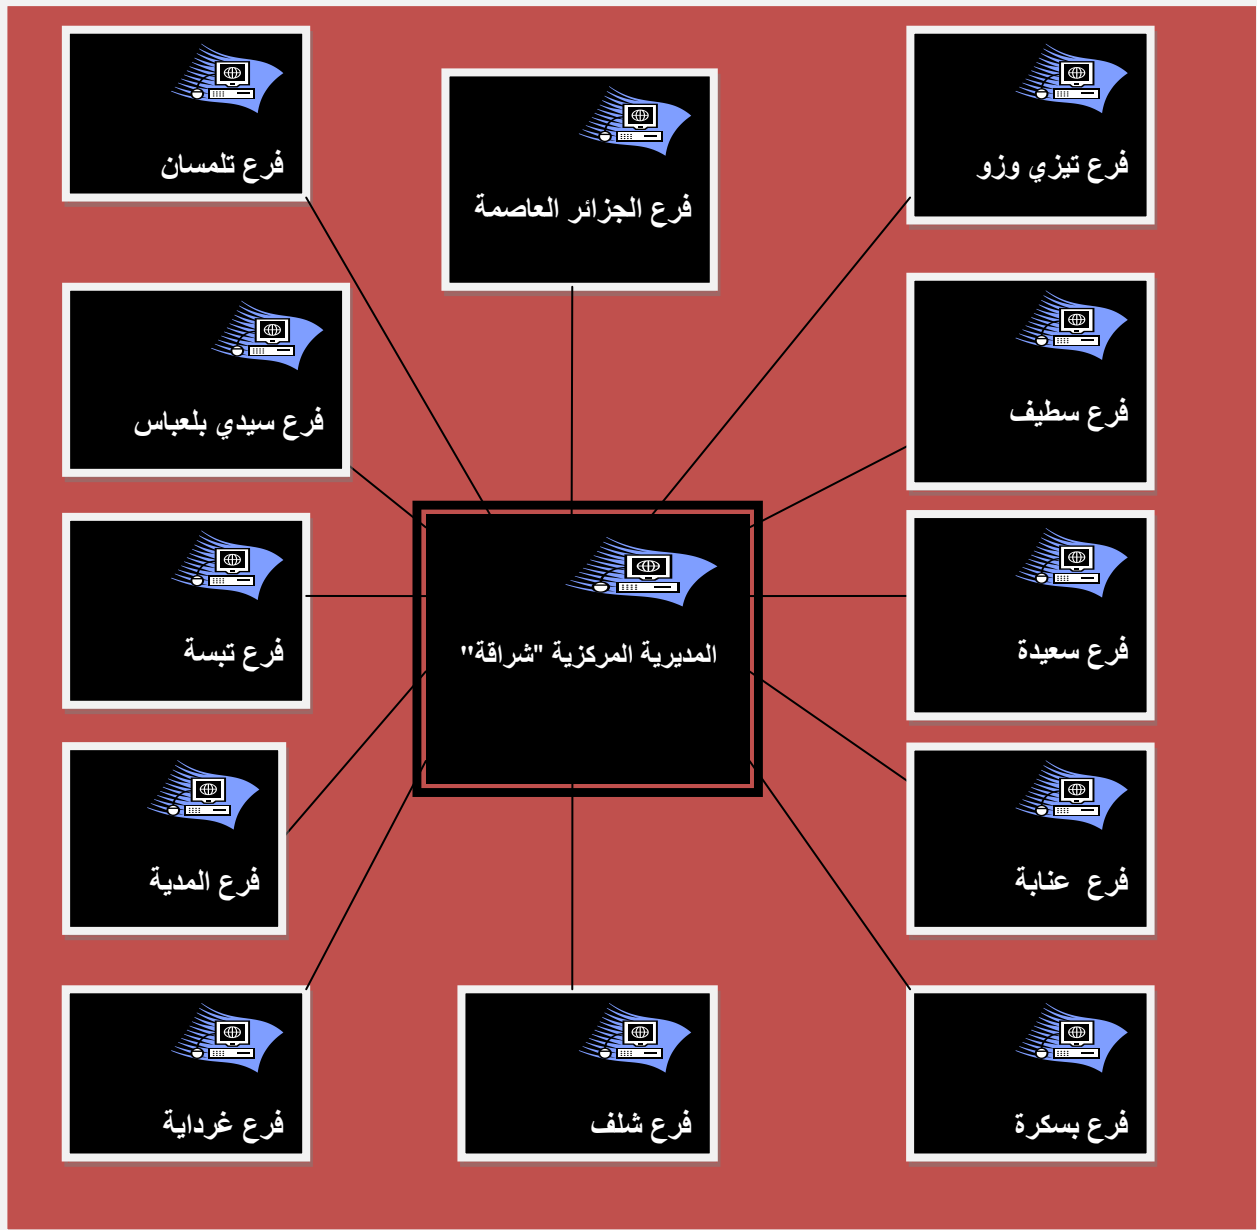 فرع تيزي وزو
فرع الجزائر العاصمة
فرع تلمسان
فرع سطيف
فرع سيدي بلعباس
فرع سعيدة
المديرية المركزية "شراقة"
فرع تبسة
فرع عنابة
فرع المدية
فرع بسكرة
فرع شلف
فرع غرداية